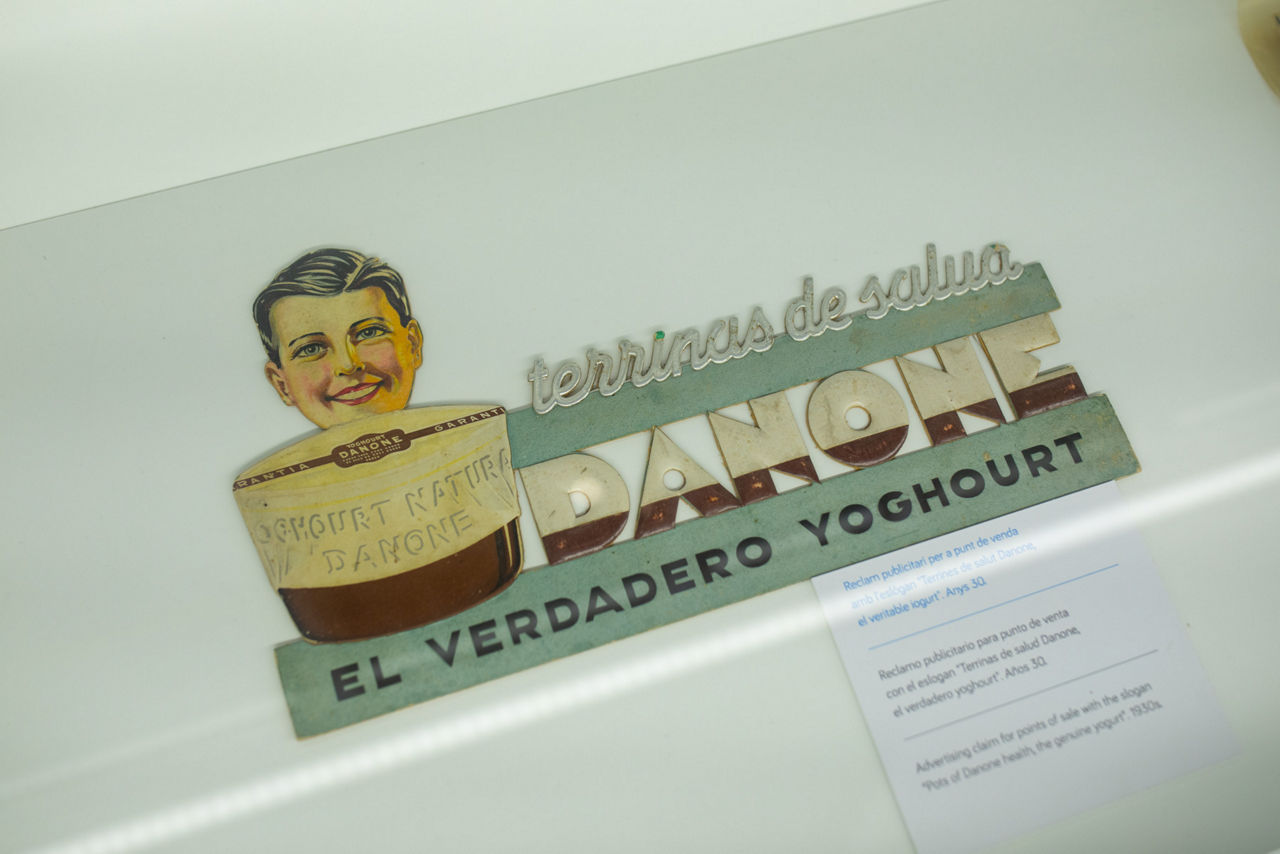 terrinas de salud
DANONE
EL VERDADERO YOGHOURT
RANTIA
YOGHOURT
DANONE
GARANTI
OGHOURT NATURA
DANONE
Reclam publicitari per a punt de venda
amb l'eslògan "Terrines de salut Danone,
el veritable iogurt". Anys 30.
Reclamo publicitario para punto de venta
con el eslogan "Terrinas de salud Danone,
el verdadero yoghourt". Años 30.
Advertising claim for points of sale with the slogan
"Pots of Danone health, the genuine yogurt". 1930s.